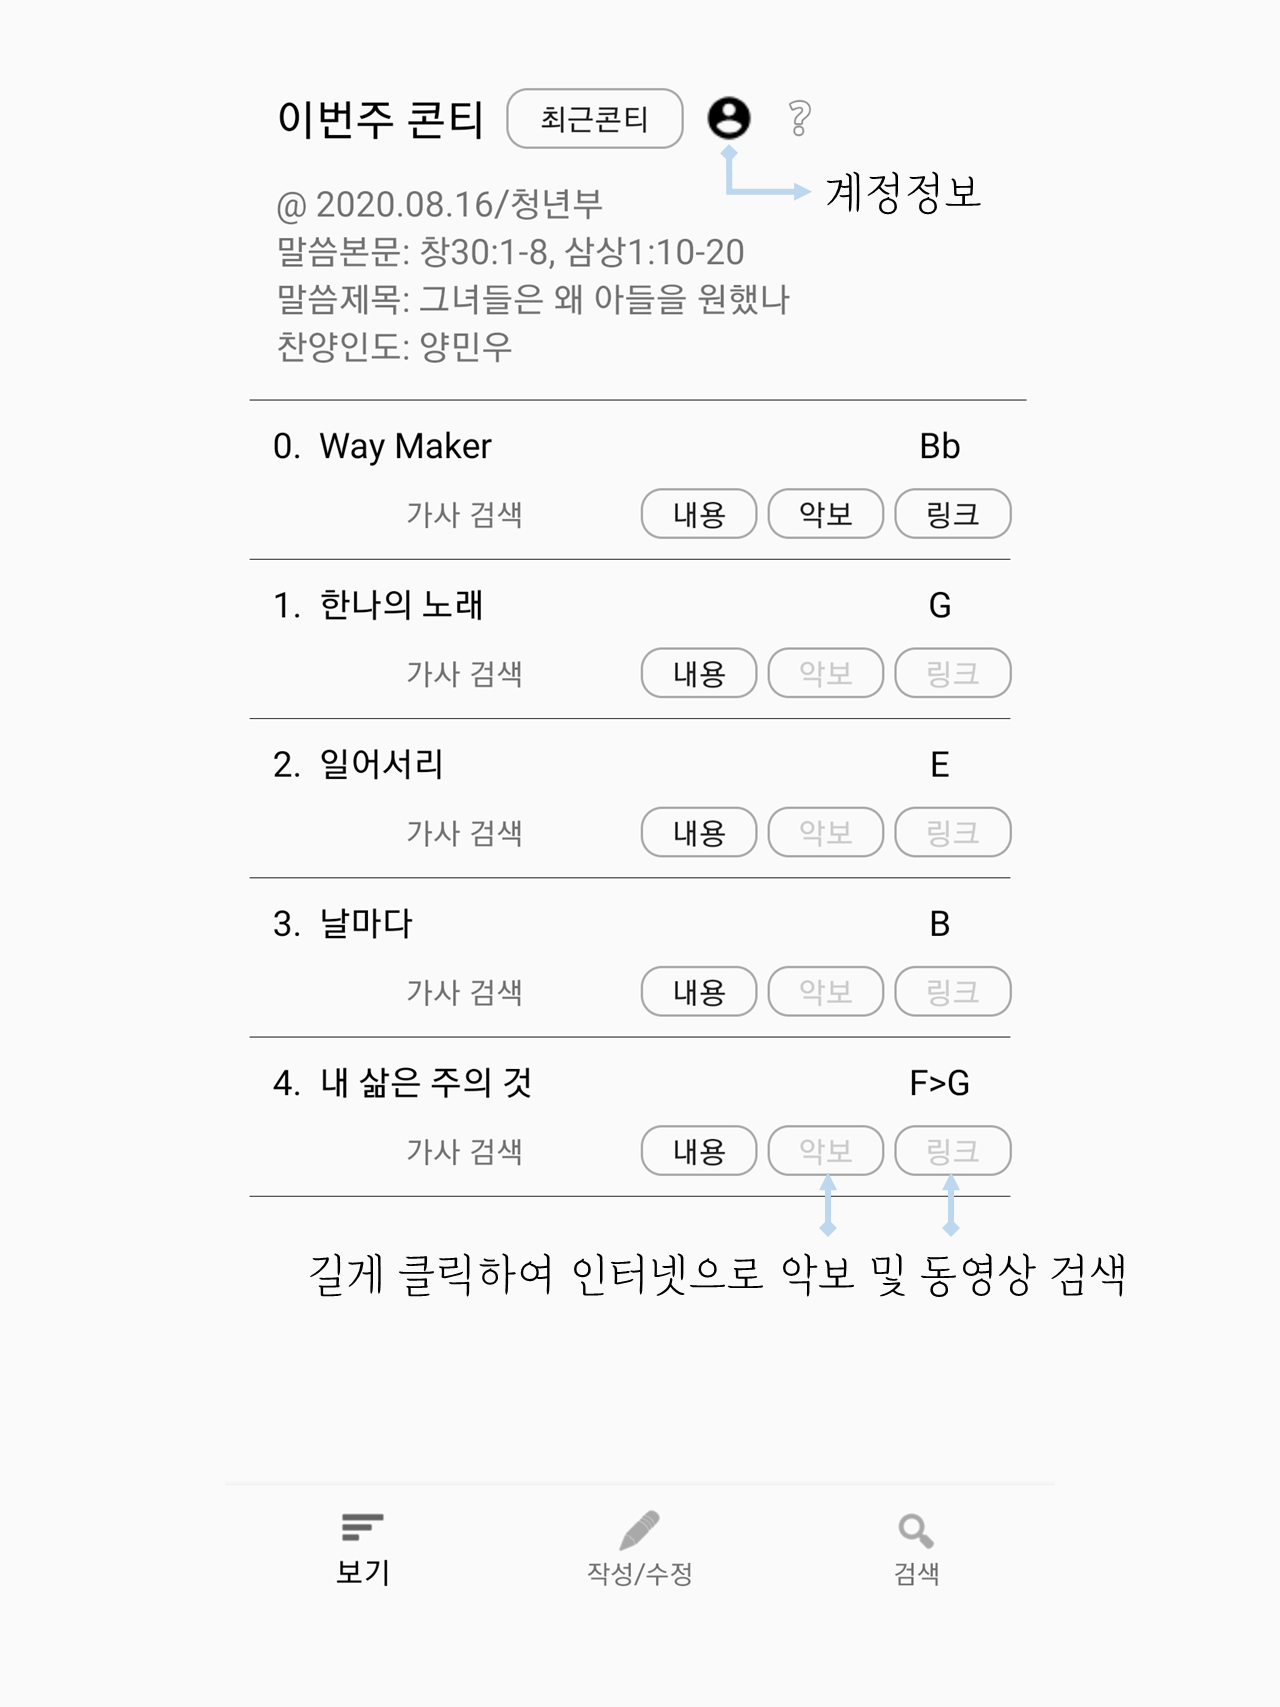 이번주 콘티 최근콘티
계정정보
@ 2020.08.16/청년부
말씀본문: 창30:1-8, 삼상1:10-20
말씀제목: 그녀들은 왜 아들을 원했나
찬양인도: 양민우
0. Way Maker Bb
가사 검색 내용 악보 링크
1. 한나의 노래 G
가사 검색 내용 악보 링크
2. 일어서리 E
가사 검색 내용 악보 링크
3. 날마다 B
가사 검색 내용 악보 링크
4. 내 삶은 주의 것 F>G
가사 검색 내용 악보 링크
길게 클릭하여 인터넷으로 악보 및 동영상 검색
보기 작성/수정 검색